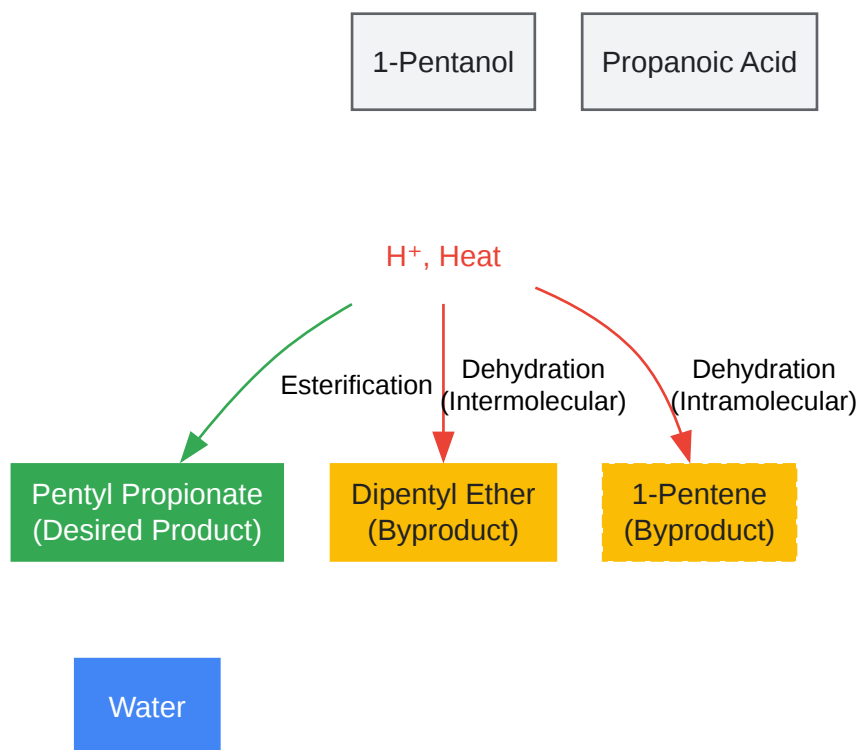 1-Pentanol
Propanoic Acid
H⁺, Heat
Esterification
Dehydration
(Intermolecular)
Dehydration
(Intramolecular)
Pentyl Propionate
(Desired Product)
Dipentyl Ether
(Byproduct)
1-Pentene
(Byproduct)
Water